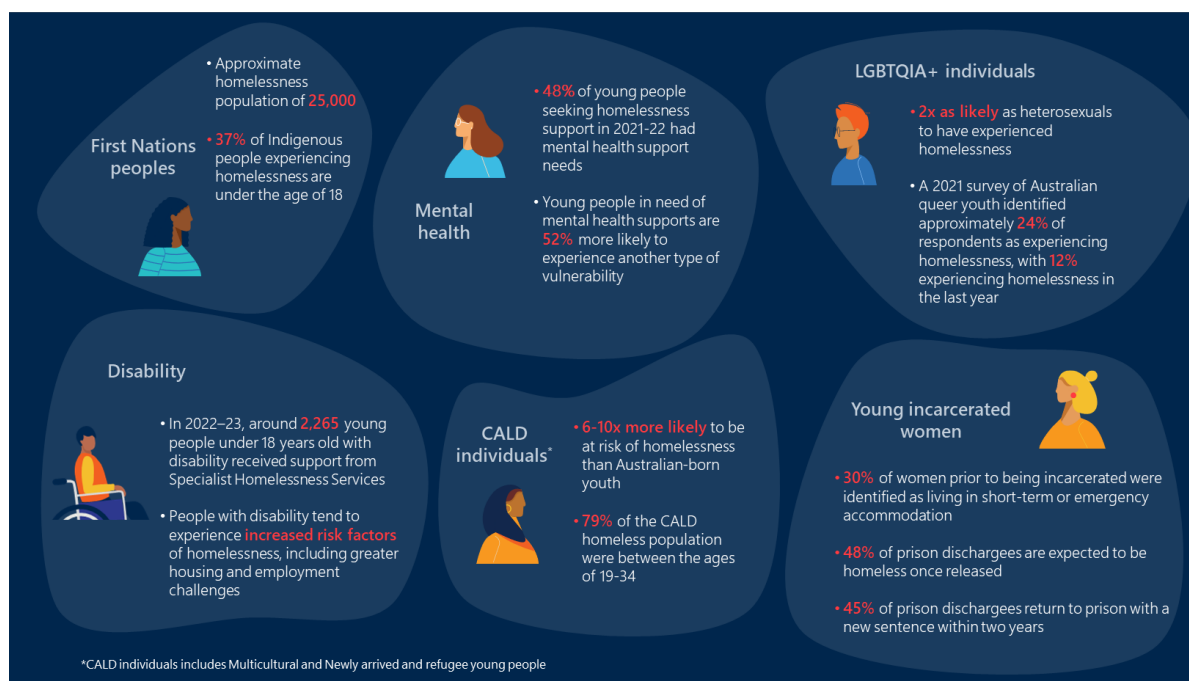 First Nations
peoples
• Approximate
homelessness
population of 25,000
• 37% of Indigenous
people experiencing
homelessness are
under the age of 18
Mental
health
• 48% of young people
seeking homelessness
support in 2021-22 had
mental health support
needs
• Young people in need of
mental health supports are
52% more likely to
experience another type of
vulnerability
LGBTQIA+ individuals
• 2x as likely as heterosexuals
to have experienced
homelessness
• A 2021 survey of Australian
queer youth identified
approximately 24% of
respondents as experiencing
homelessness, with 12%
experiencing homelessness in
the last year
Disability
• In 2022–23, around 2,265 young
people under 18 years old with
disability received support from
Specialist Homelessness Services
• People with disability tend to
experience increased risk factors
of homelessness, including greater
housing and employment
challenges
CALD
individuals*
• 6-10x more likely to be
at risk of homelessness
than Australian-born
youth
• 79% of the CALD
homeless population
were between the ages
of 19-34
Young incarcerated
women
• 30% of women prior to being incarcerated were
identified as living in short-term or emergency
accommodation
• 48% of prison dischargees are expected to be
homeless once released
• 45% of prison dischargees return to prison with a
new sentence within two years
*CALD individuals includes Multicultural and Newly arrived and refugee young people